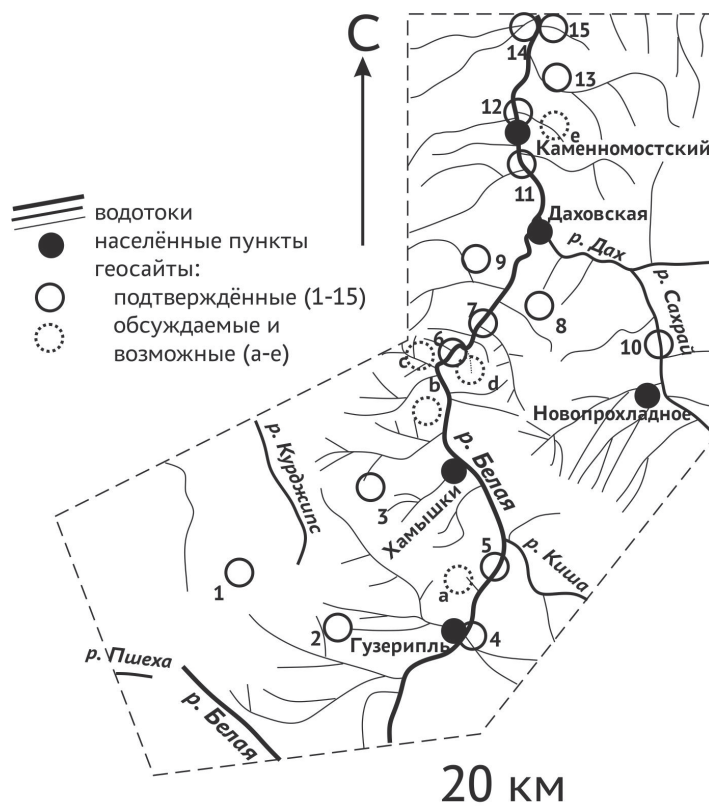 С
водотоки
населённые пункты
геосайты:
подтверждённые (1-15)
обсуждаемые и
возможные (a-e)
14
15
13
12
e
Каменномостский
11
Даховская
р. Дах
9
р. Сахрай
7
8
6
10
c
b
d
Новопрохладное
р. Курджипс
р. Белая
3
Хамышки
5
р. Киша
1
a
2
Гузерипль
4
р. Пшеха
р. Белая
20 км